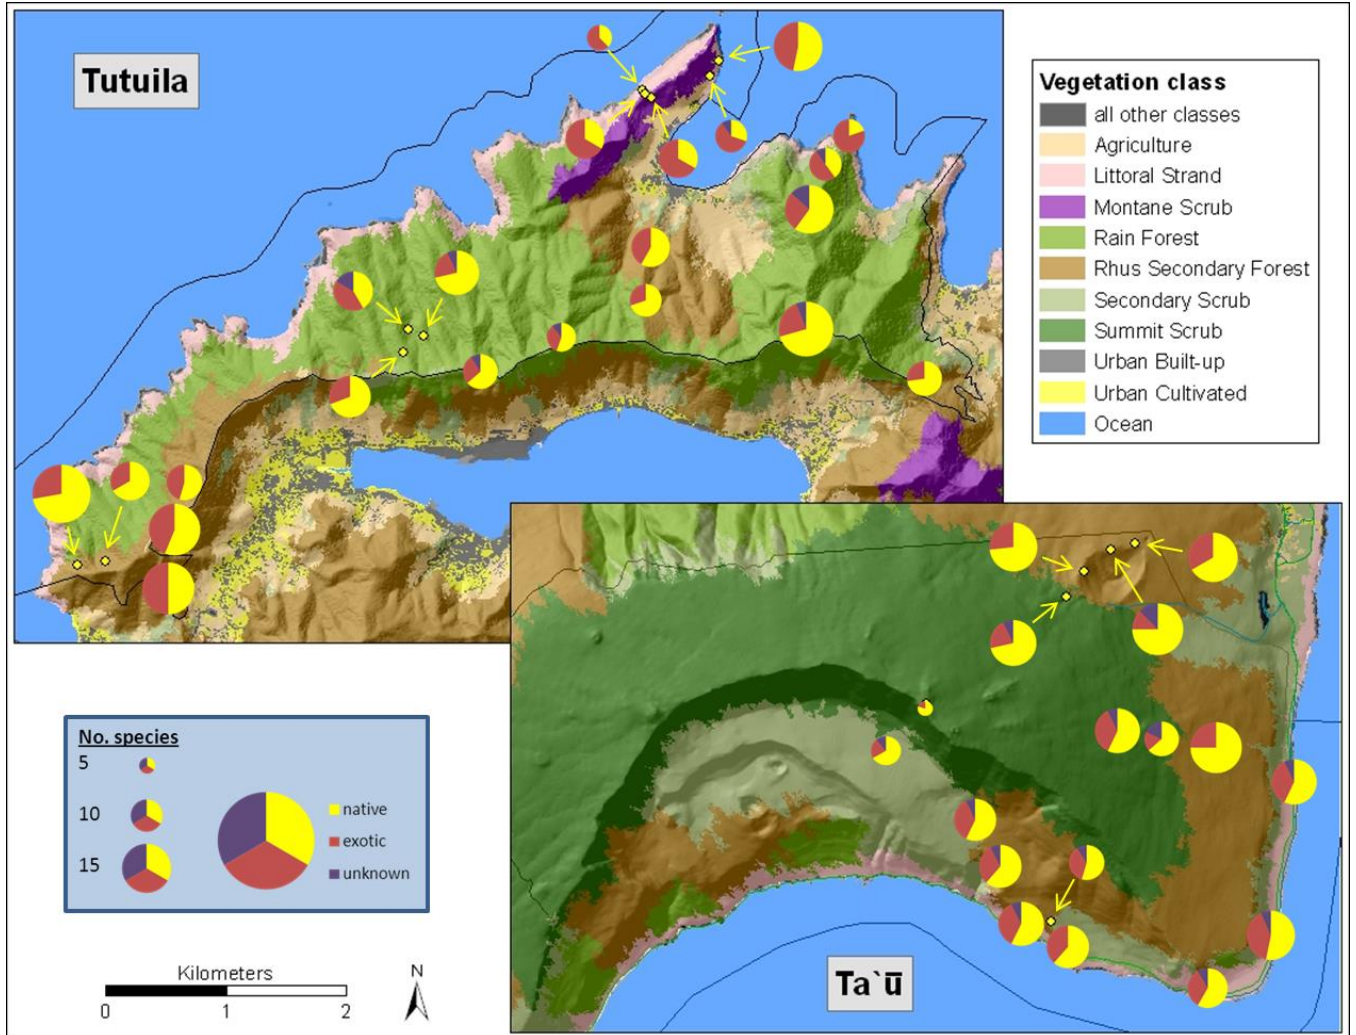 Tutuila
Vegetation class
all other classes
Agriculture
Littoral Strand
Montane Scrub
Rain Forest
Rhus Secondary Forest
Secondary Scrub
Summit Scrub
Urban Built-up
Urban Cultivated
Ocean
No. species
5
10
15
native
exotic
unknown
Kilometers
0 1 2
N
Ta`ū